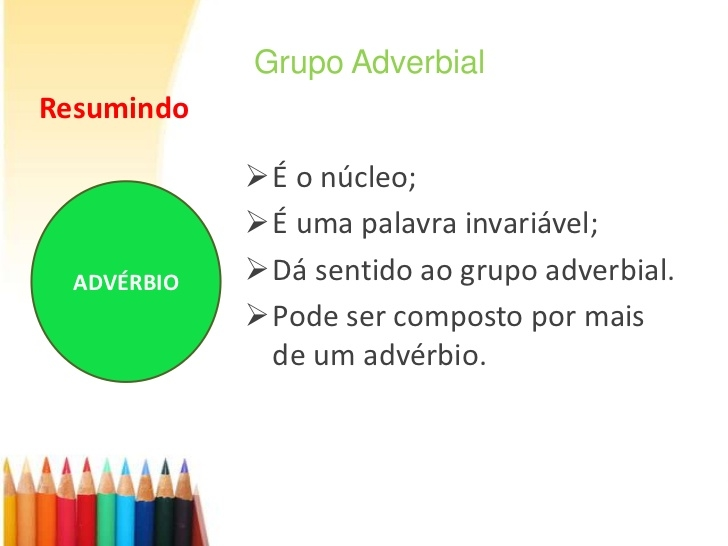 Grupo Adverbial
Resumindo
ADVÉRBIO
➢É o núcleo;
➢É uma palavra invariável;
➢Dá sentido ao grupo adverbial.
➢Pode ser composto por mais
de um advérbio.